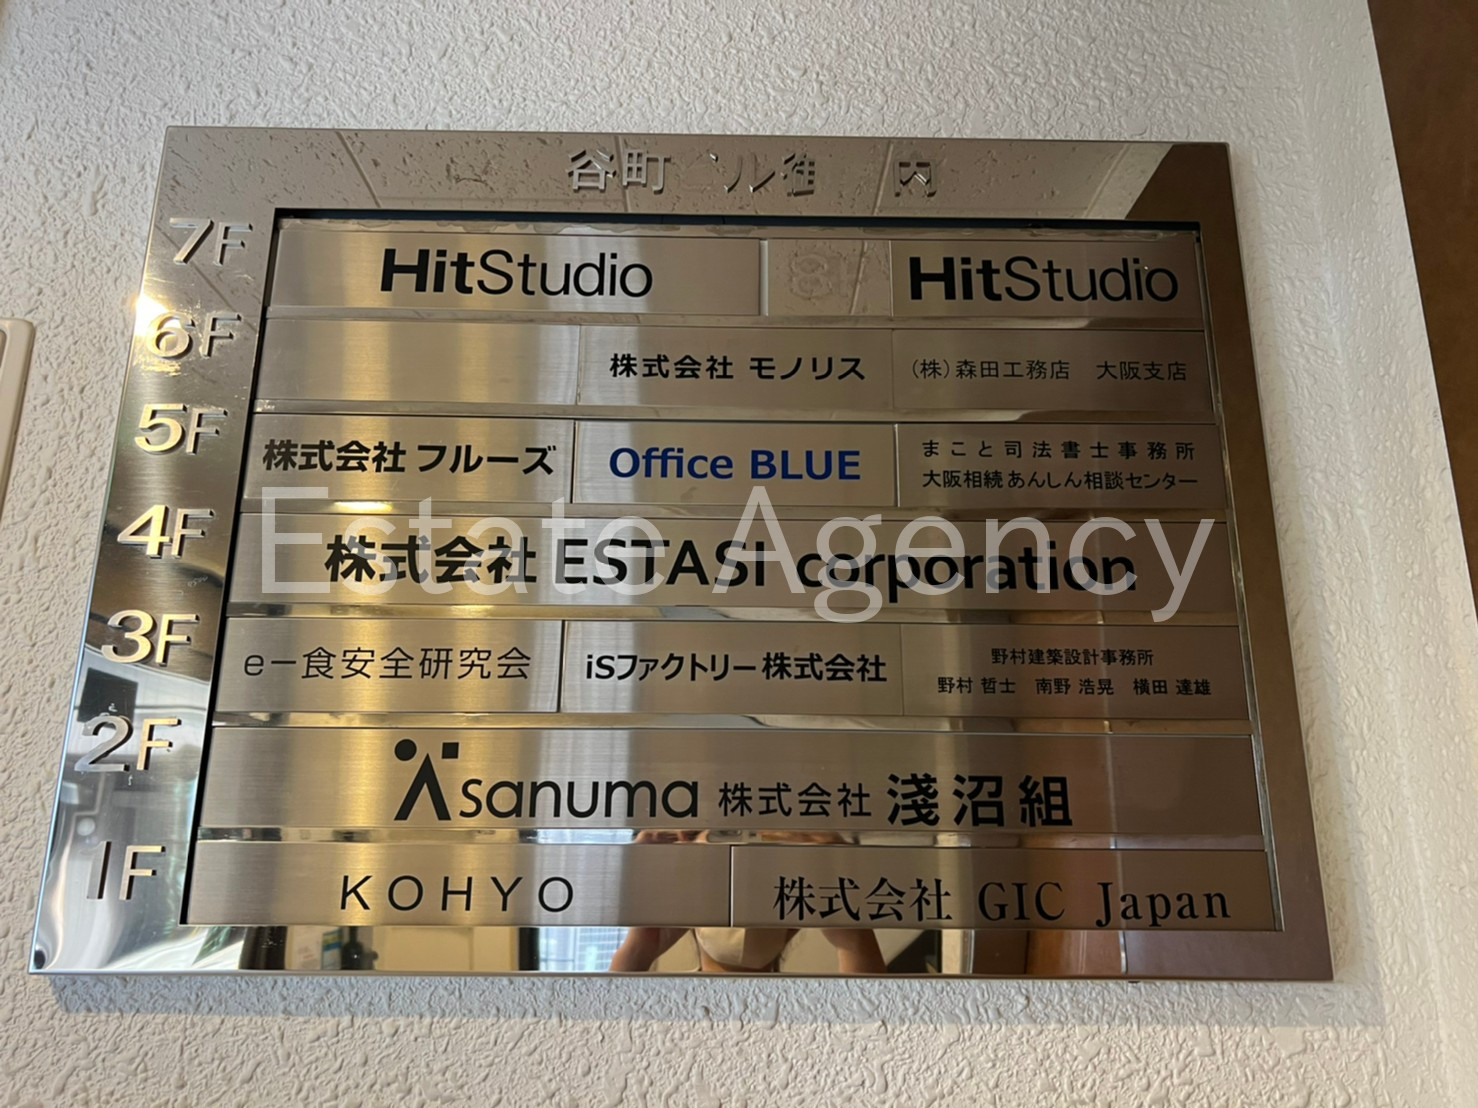 谷町ビル御案内
7F
HitStudio
HitStudio
6F
株式会社 モノリス
(株)森田工務店 大阪支店
5F
株式会社 フルーズ
Office BLUE
まこと司法書士事務所
大阪相続あんしん相談センター
4F
株式会社 ESTASI corporation
Estate Agency
3F
e-食安全研究会
iSファクトリー株式会社
野村建築設計事務所
野村 哲士 南野 浩晃 横田 達雄
2F
Asanuma 株式会社 淺沼組
1F
KOHYO
株式会社 GIC Japan